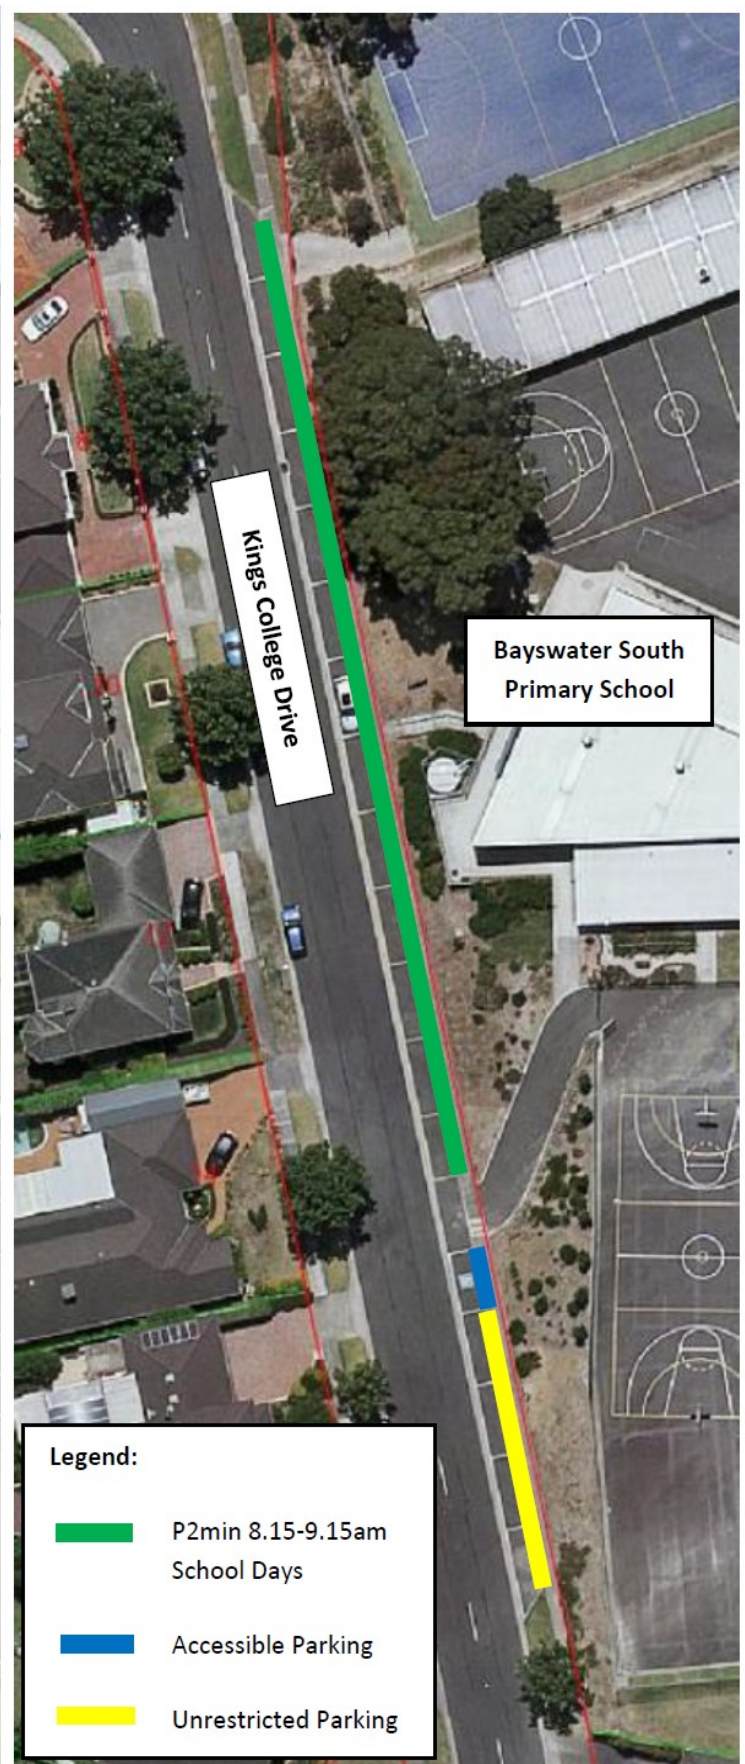 Kings College Drive
Bayswater South
Primary School
Legend:
P2min 8.15-9.15am
School Days
Accessible Parking
Unrestricted Parking